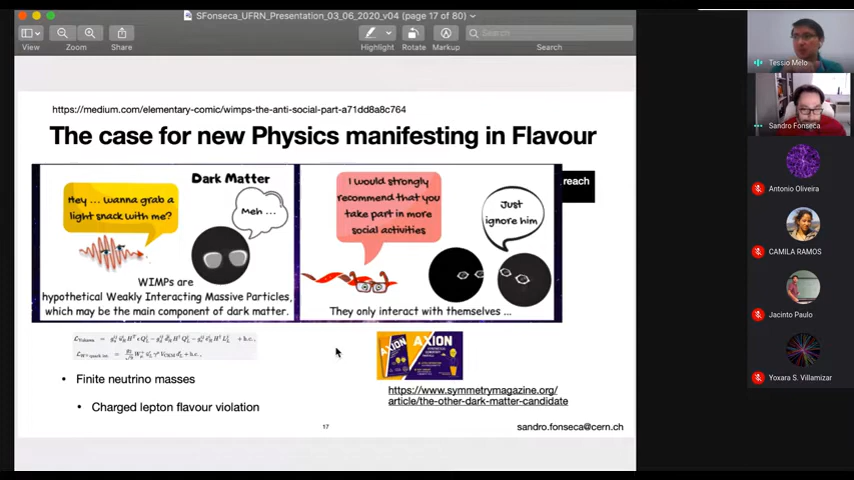 SFonseca_UFRN_Presentation_03_06_2020_v04 (page 17 of 80)
View
Zoom
Share
Highlight
Rotate
Markup
Search
Search
https://medium.com/elementary-comic/wimps-the-anti-social-part-a71dd8a8c764
The case for new Physics manifesting in Flavour
Dark Matter
Hey ... wanna grab a
light snack with me?
Meh ...
WIMPs are
hypothetical Weakly Interacting Massive Particles,
which may be the main component of dark matter.
I would strongly
recommend that you
take part in more
social activities
Just
ignore him
They only interact with themselves ...
reach
AXION
AXION
• Finite neutrino masses
• Charged lepton flavour violation
https://www.symmetrymagazine.org/
article/the-other-dark-matter-candidate
17
sandro.fonseca@cern.ch
Tessio Melo
Sandro Fonseca
Antonio Oliveira
CAMILA RAMOS
Jacinto Paulo
Yoxara S. Villamizar